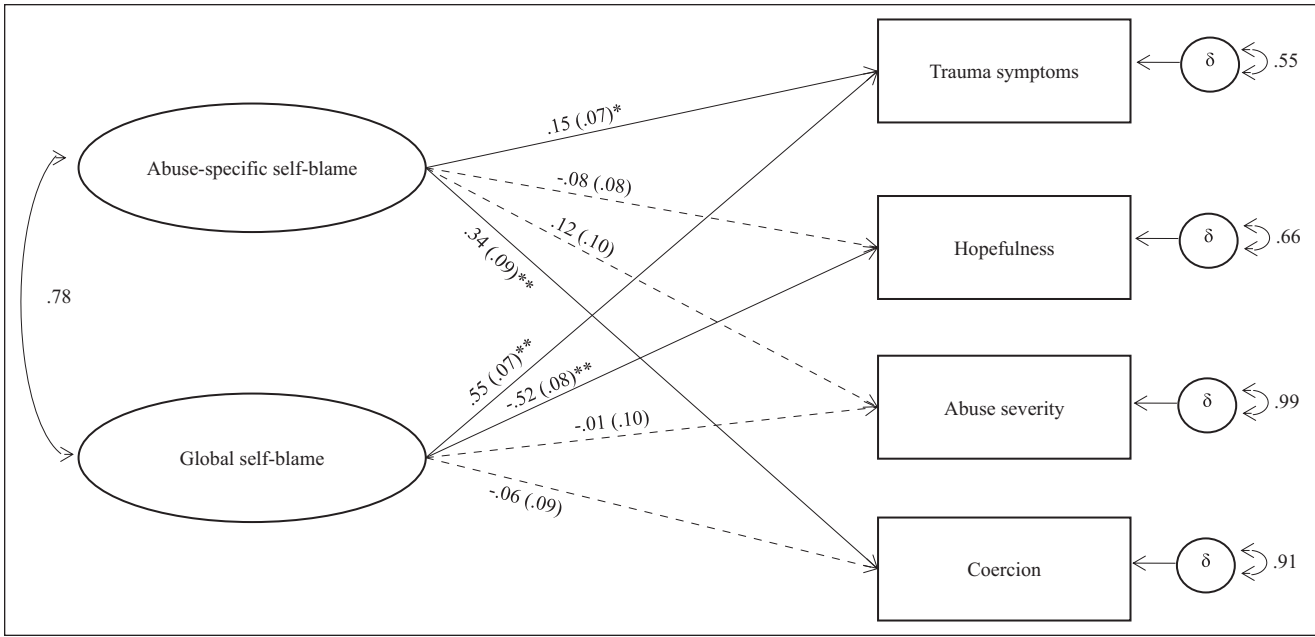 Trauma symptoms
δ
.55
.15 (.07)*
Abuse-specific self-blame
-.08 (.08)
.12 (.10)
.34 (.09)**
Hopefulness
δ
.66
.78
.55 (.07)**
-.52 (.08)**
-.01 (.10)
Abuse severity
δ
.99
Global self-blame
-.06 (.09)
Coercion
δ
.91